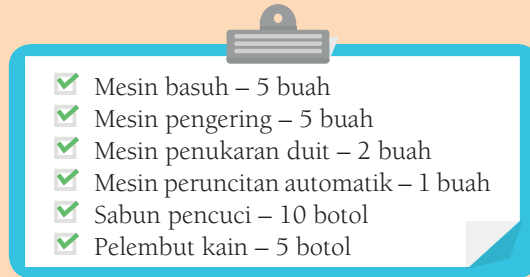 Mesin basuh – 5 buah
Mesin pengering – 5 buah
Mesin penukaran duit – 2 buah
Mesin peruncitan automatik – 1 buah
Sabun pencuci – 10 botol
Pelembut kain – 5 botol